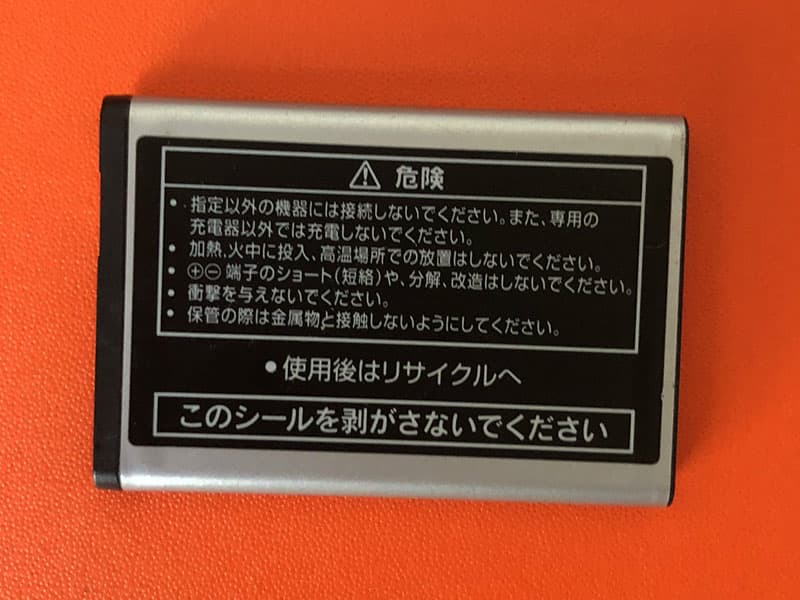 ⚠ 危険
• 指定以外の機器には接続しないでください。また、専用の
充電器以外では充電しないでください。
• 加熱、火中に投入、高温場所での放置はしないでください。
• ⊕⊖端子のショート(短絡)や、分解、改造はしないでください。
• 衝撃を与えないでください。
• 保管の際は金属物と接触しないようにしてください。
●使用後はリサイクルへ
このシールを剥がさないでください